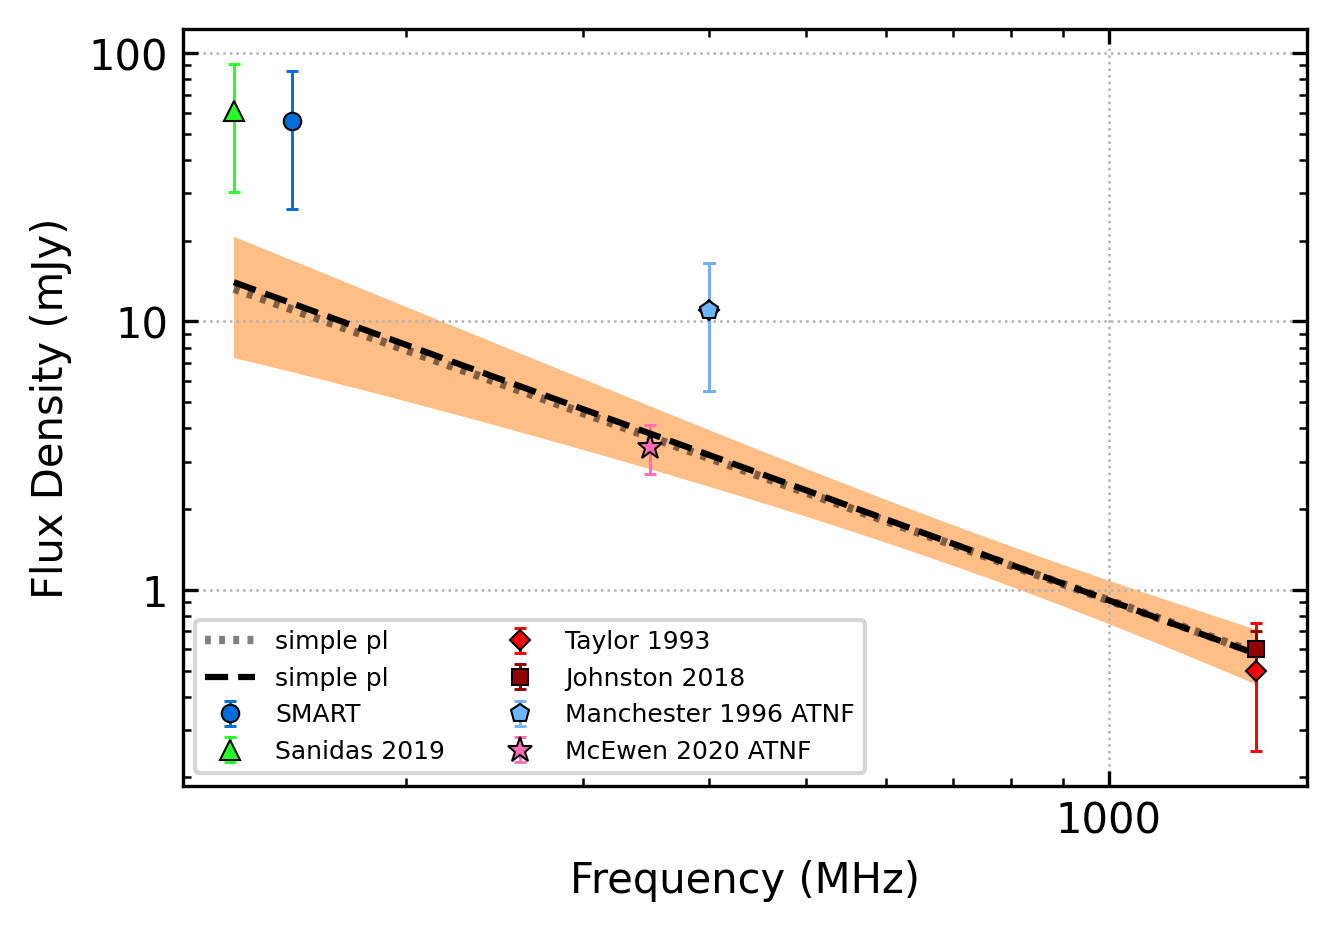 100
10
1
Flux Density (mJy)
simple pl
simple pl
SMART
Sanidas 2019
Taylor 1993
Johnston 2018
Manchester 1996 ATNF
McEwen 2020 ATNF
1000
Frequency (MHz)